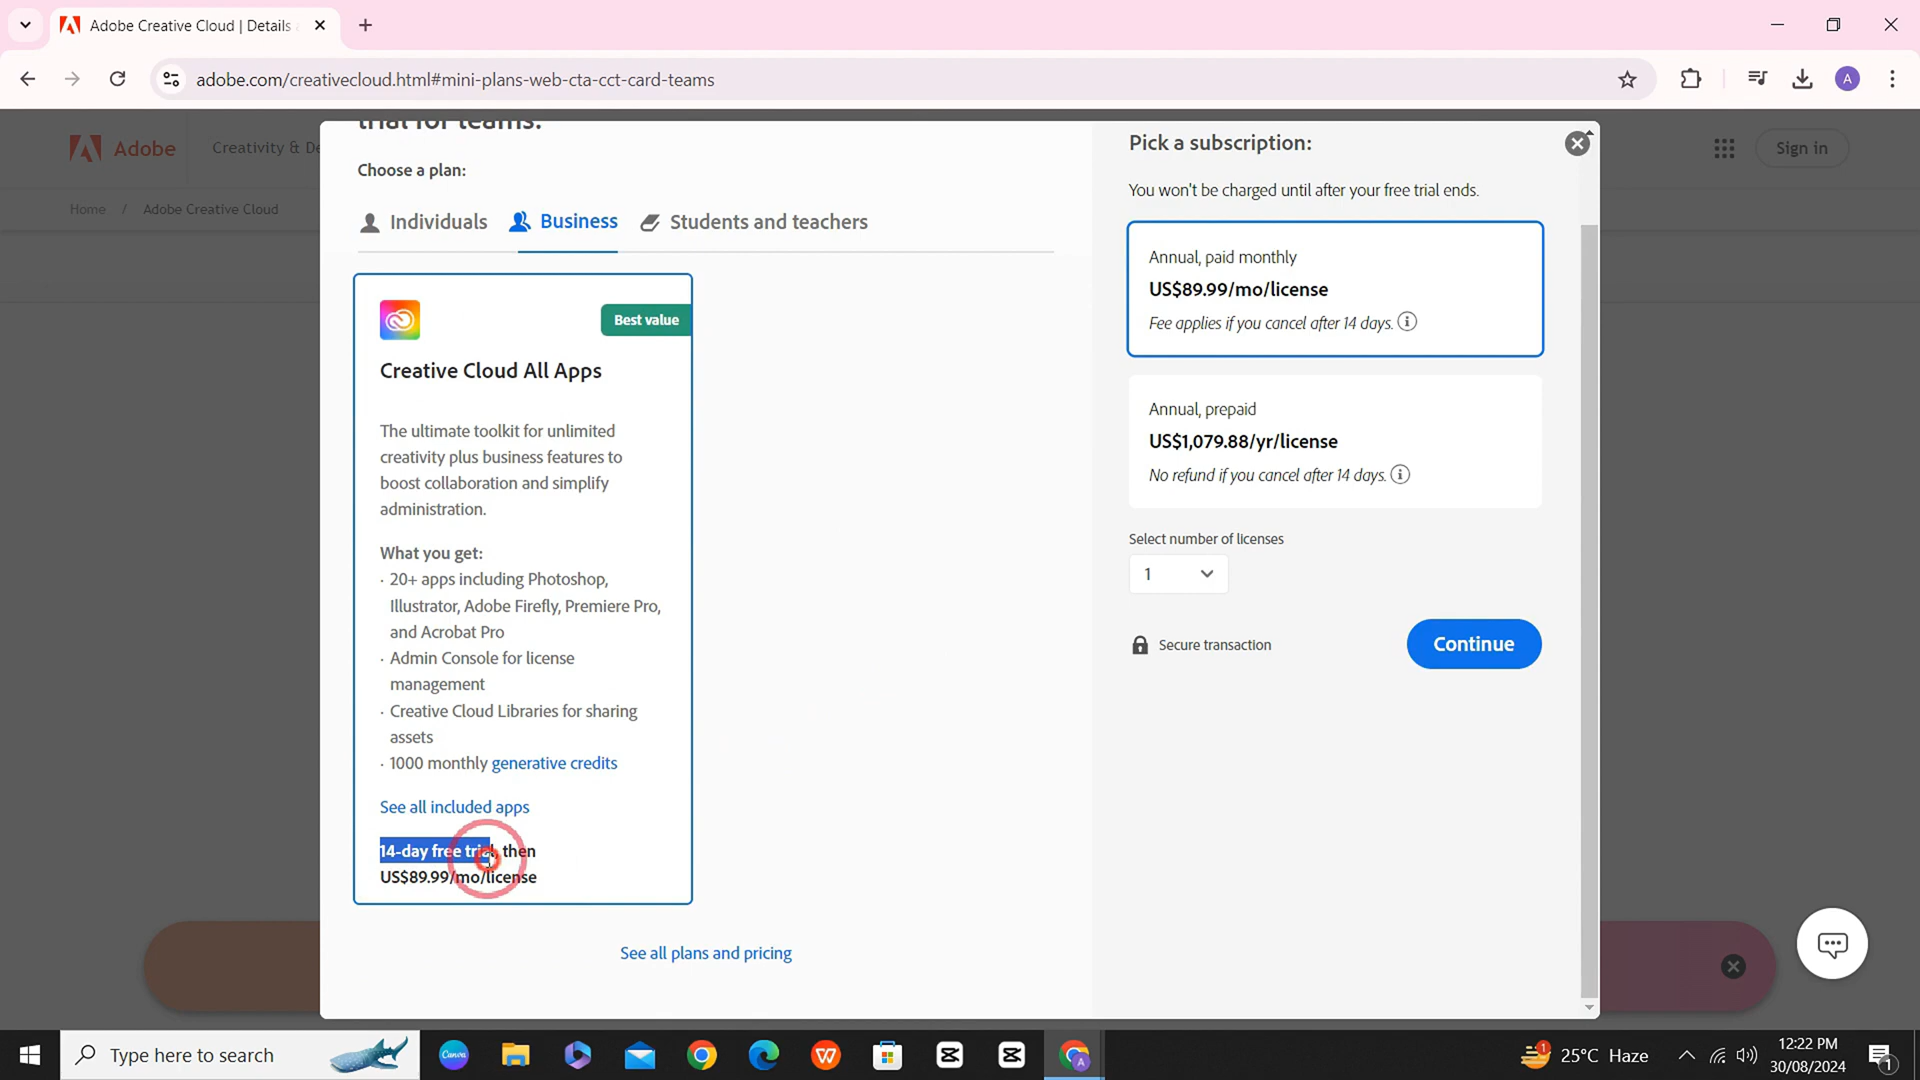 Adobe Creative Cloud | Details
adobe.com/creativecloud.html#mini-plans-web-cta-cct-card-teams
A
Adobe
Creativity & De
Sign in
Home / Adobe Creative Cloud
trial for teams:
Choose a plan:
Individuals
Business
Students and teachers
Best value
Creative Cloud All Apps
The ultimate toolkit for unlimited
creativity plus business features to
boost collaboration and simplify
administration.
What you get:
· 20+ apps including Photoshop,
Illustrator, Adobe Firefly, Premiere Pro,
and Acrobat Pro
· Admin Console for license
management
· Creative Cloud Libraries for sharing
assets
· 1000 monthly generative credits
See all included apps
14-day free trial, then
US$89.99/mo/license
See all plans and pricing
Pick a subscription:
You won't be charged until after your free trial ends.
Annual, paid monthly
US$89.99/mo/license
Fee applies if you cancel after 14 days.
Annual, prepaid
US$1,079.88/yr/license
No refund if you cancel after 14 days.
Select number of licenses
1
Secure transaction
Continue
Type here to search
Canva
W
A
1
25°C Haze
12:22 PM
30/08/2024
1